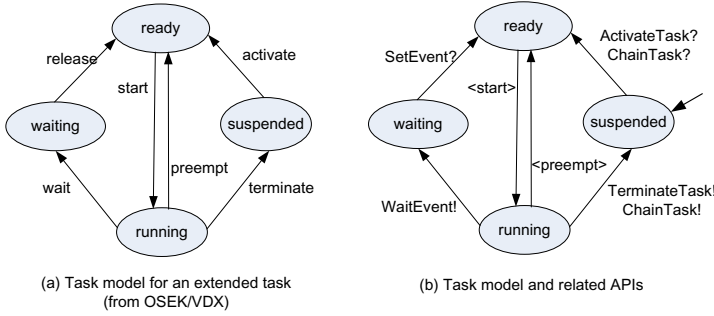 ready
release
activate
start
waiting
suspended
preempt
wait
terminate
running
(a) Task model for an extended task
(from OSEK/VDX)
ready
ActivateTask?
ChainTask?
SetEvent?
<start>
waiting
suspended
<preempt>
WaitEvent!
TerminateTask!
ChainTask!
running
(b) Task model and related APIs